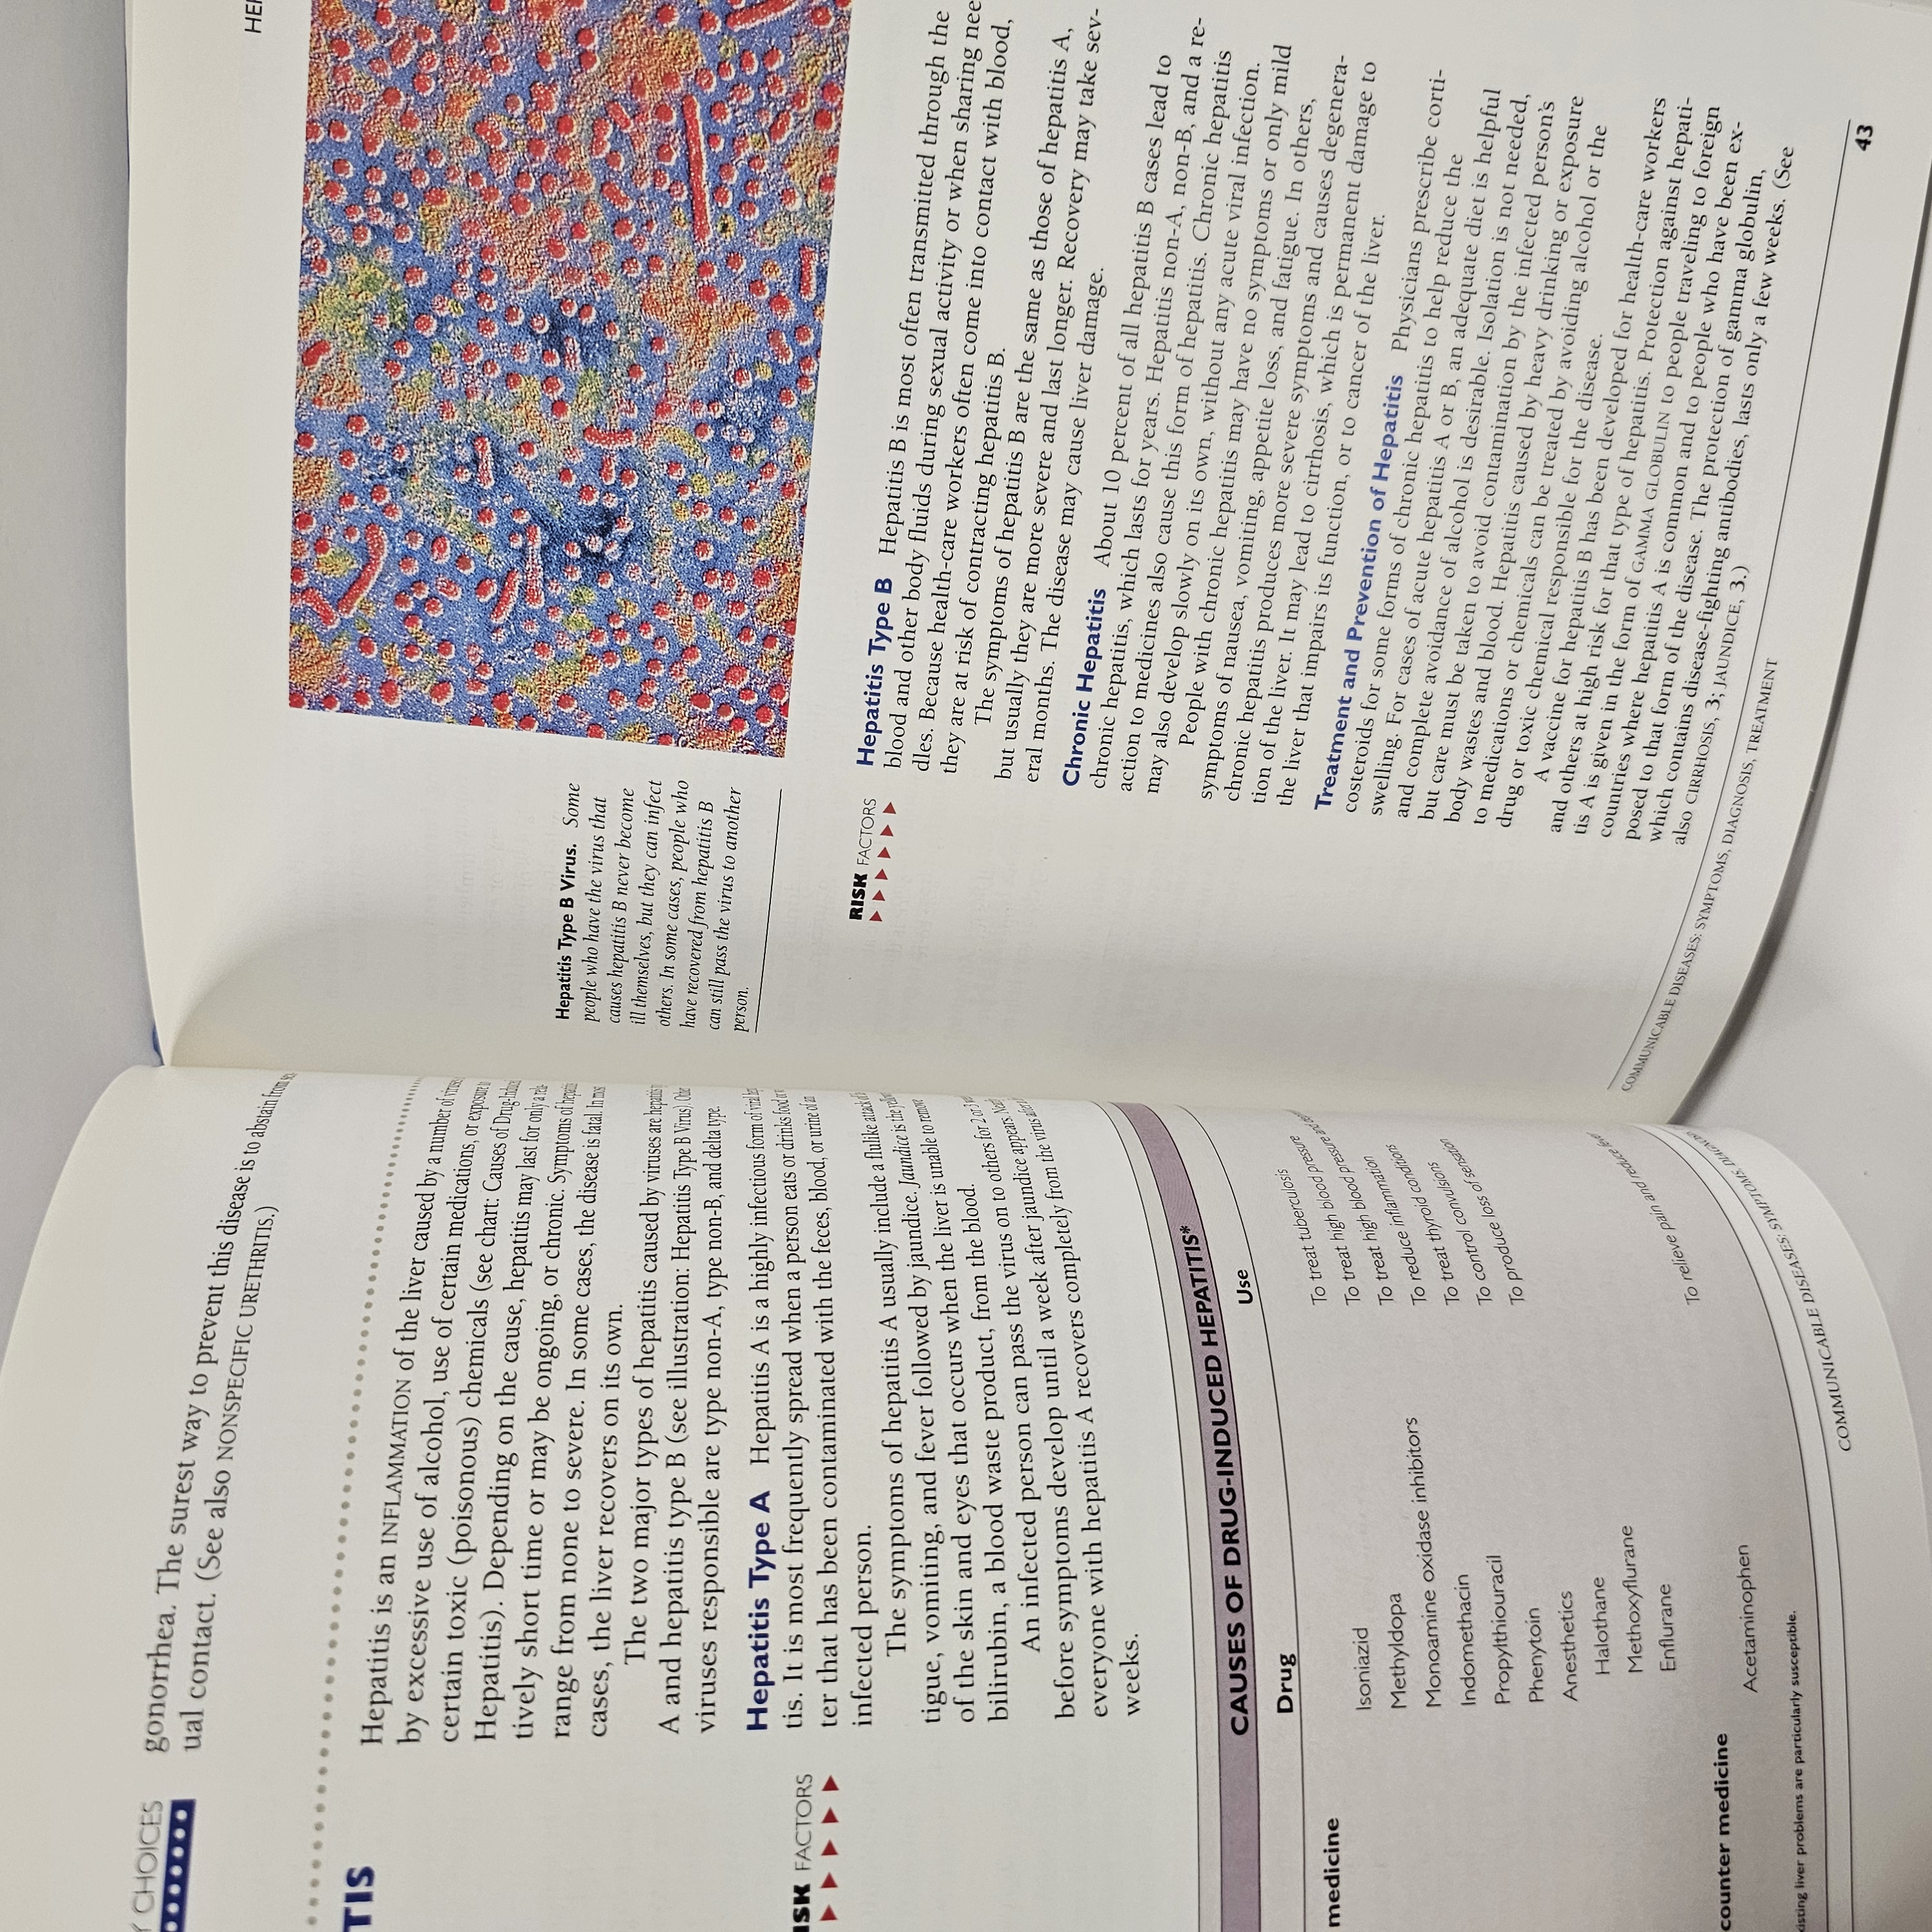 Y CHOICES
gonorrhea. The surest way to prevent this disease is to abstain from
ual contact. (See also NONSPECIFIC URETHRITIS.)
TIS
Hepatitis is an INFLAMMATION of the liver caused by a number of
by excessive use of alcohol, use of certain medications, or exposure
certain toxic (poisonous) chemicals (see chart: Causes of
Hepatitis). Depending on the cause, hepatitis may last for only a
tively short time or may be ongoing, or chronic. Symptoms of
range from none to severe. In some cases, the disease is fatal. In most
cases, the liver recovers on its own.
The two major types of hepatitis caused by viruses are
A and hepatitis type B (see illustration: Hepatitis Type B Virus).
viruses responsible are type non-A, type non-B, and delta type.
Hepatitis Type A Hepatitis A is a highly infectious form of viral
ISK FACTORS
tis. It is most frequently spread when a person eats or drinks food or
ter that has been contaminated with the feces, blood, or urine of an
infected person.
The symptoms of hepatitis A usually include a flulike attack
tigue, vomiting, and fever followed by jaundice. Jaundice is the
of the skin and eyes that occurs when the liver is unable to remove
bilirubin, a blood waste product, from the blood.
An infected person can pass the virus on to others for 2 or 3
before symptoms develop until a week after jaundice appears. Nearly
everyone with hepatitis A recovers completely from the virus after
weeks.
CAUSES OF DRUG-INDUCED HEPATITIS*
Drug Use
medicine
Isoniazid To treat tuberculosis
Methyldopa To treat high blood pressure
Monoamine oxidase inhibitors To treat high blood pressure and
Indomethacin To reduce inflammation
Propylthiouracil To treat thyroid conditions
Phenytoin To control convulsions
Anesthetics To produce loss of sensation
Halothane
Methoxyflurane
Enflurane
counter medicine
Acetaminophen To relieve pain and reduce fever
isting liver problems are particularly susceptible.
COMMUNICABLE DISEASES: SYMPTOMS, DIAGNOSIS,
HE
Hepatitis Type B Virus. Some
people who have the virus that
causes hepatitis B never become
ill themselves, but they can infect
others. In some cases, people who
have recovered from hepatitis B
can still pass the virus to another
person.
RISK FACTORS
Hepatitis Type B Hepatitis B is most often transmitted through the
blood and other body fluids during sexual activity or when sharing nee
dles. Because health-care workers often come into contact with blood,
they are at risk of contracting hepatitis B.
The symptoms of hepatitis B are the same as those of hepatitis A,
but usually they are more severe and last longer. Recovery may take sev-
eral months. The disease may cause liver damage.
Chronic Hepatitis About 10 percent of all hepatitis B cases lead to
chronic hepatitis, which lasts for years. Hepatitis non-A, non-B, and a re-
action to medicines also cause this form of hepatitis. Chronic hepatitis
may also develop slowly on its own, without any acute viral infection.
People with chronic hepatitis may have no symptoms or only mild
symptoms of nausea, vomiting, appetite loss, and fatigue. In others,
chronic hepatitis produces more severe symptoms and causes degenera-
tion of the liver. It may lead to cirrhosis, which is permanent damage to
the liver that impairs its function, or to cancer of the liver.
Treatment and Prevention of Hepatitis Physicians prescribe corti-
costeroids for some forms of chronic hepatitis to help reduce the
swelling. For cases of acute hepatitis A or B, an adequate diet is helpful
and complete avoidance of alcohol is desirable. Isolation is not needed,
but care must be taken to avoid contamination by the infected person's
body wastes and blood. Hepatitis caused by heavy drinking or exposure
to medications or chemicals can be treated by avoiding alcohol or the
drug or toxic chemical responsible for the disease.
A vaccine for hepatitis B has been developed for health-care workers
and others at high risk for that type of hepatitis. Protection against hepati-
tis A is given in the form of GAMMA GLOBULIN to people traveling to foreign
countries where hepatitis A is common and to people who have been ex-
posed to that form of the disease. The protection of gamma globulin,
which contains disease-fighting antibodies, lasts only a few weeks. (See
also CIRRHOSIS, 3; JAUNDICE, 3.)
COMMUNICABLE DISEASES: SYMPTOMS, DIAGNOSIS, TREATMENT
43